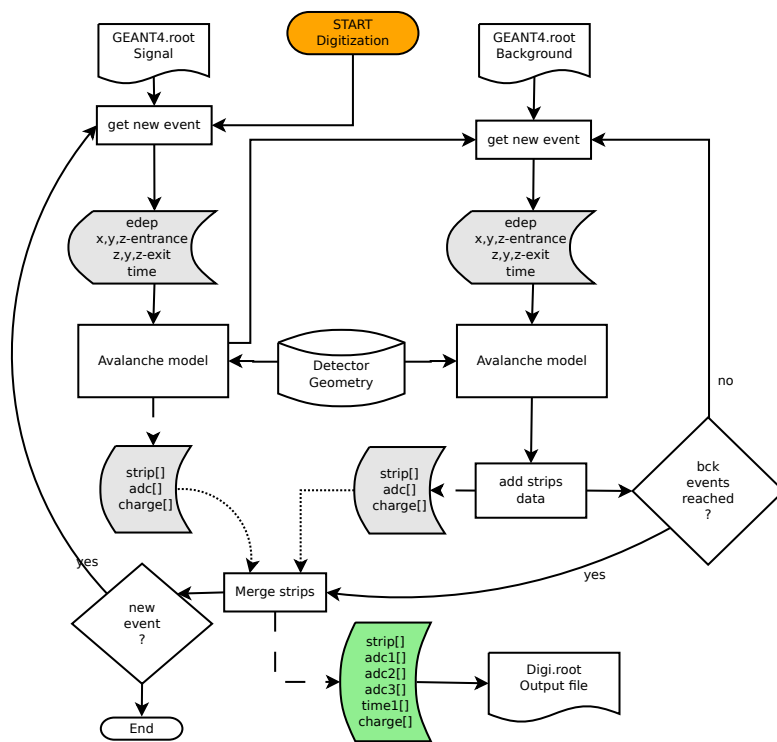 START
Digitization
GEANT4.root
Signal
GEANT4.root
Background
get new event
get new event
edep
x,y,z-entrance
z,y,z-exit
time
edep
x,y,z-entrance
z,y,z-exit
time
Avalanche model
Detector
Geometry
Avalanche model
no
strip[]
adc[]
charge[]
strip[]
adc[]
charge[]
add strips
data
bck
events
reached
?
yes
Merge strips
yes
new
event
?
strip[]
adc1[]
adc2[]
adc3[]
time1[]
charge[]
Digi.root
Output file
End